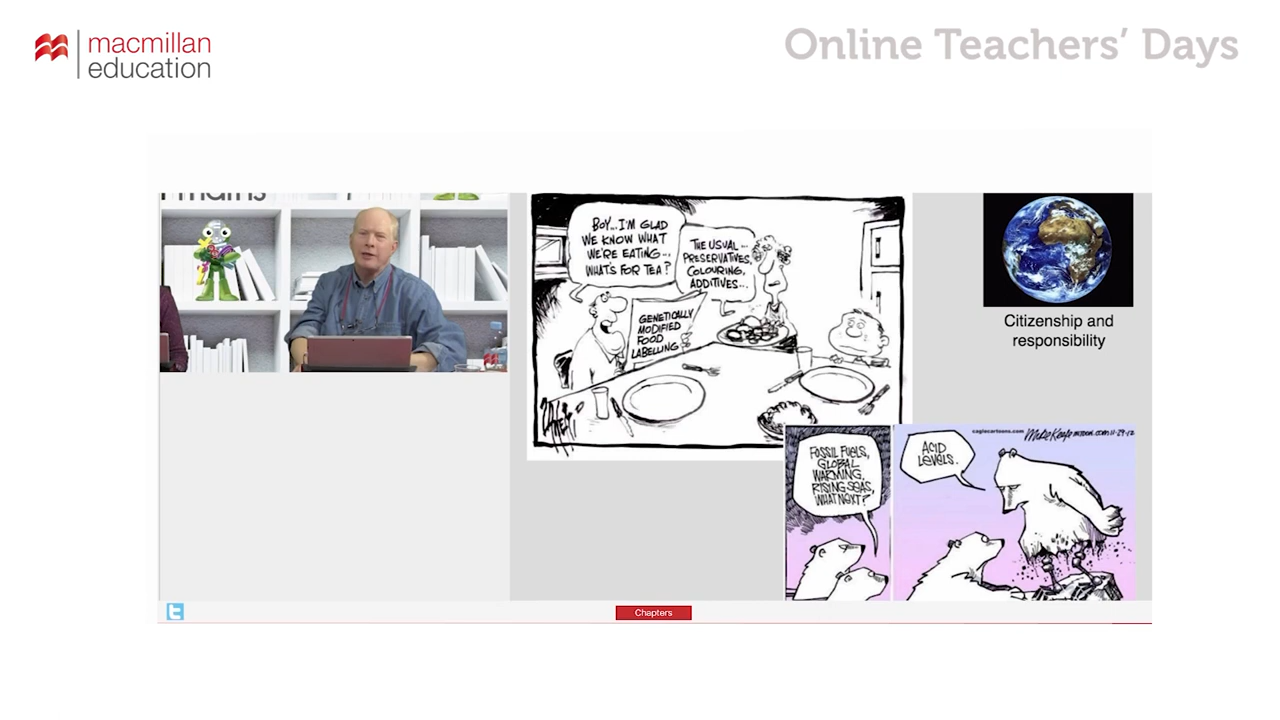 macmillan
education
Online Teachers' Days
BOY...I'M GLAD
WE KNOW WHAT
WE'RE EATING...
WHAT'S FOR TEA?
THE USUAL...
PRESERVATIVES,
COLOURING,
ADDITIVES...
GENETICALLY
MODIFIED
FOOD
LABELLING
Citizenship and
responsibility
FOSSIL FUELS,
GLOBAL
WARMING,
RISING SEAS,
WHAT NEXT?
ACID
LEVELS.
caglecartoons.com
Chapters